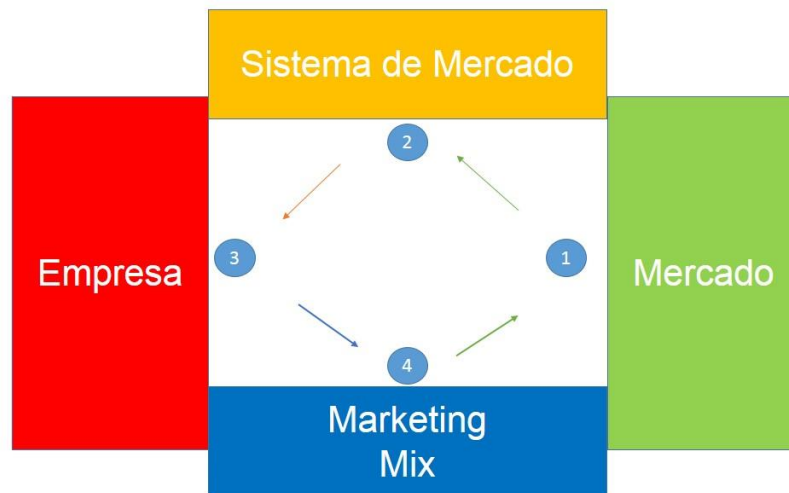 Sistema de Mercado
2
Empresa
3
1
Mercado
4
Marketing
Mix